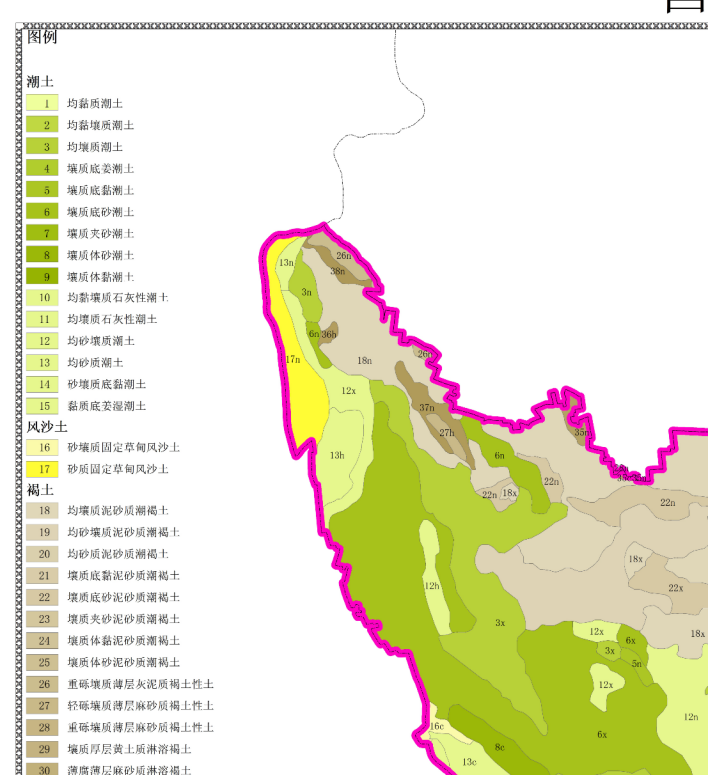 图例
潮土
1 均黏质潮土
2 均黏壤质潮土
3 均壤质潮土
4 壤质底姜潮土
5 壤质底黏潮土
6 壤质底砂潮土
7 壤质夹砂潮土
8 壤质体砂潮土
9 壤质体黏潮土
10 均黏壤质石灰性潮土
11 均壤质石灰性潮土
12 均砂壤质潮土
13 均砂质潮土
14 砂壤质底黏潮土
15 黏质底姜湿潮土
风沙土
16 砂壤质固定草甸风沙土
17 砂质固定草甸风沙土
褐土
18 均壤质泥砂质潮褐土
19 均砂壤质泥砂质潮褐土
20 均砂质泥砂质潮褐土
21 壤质底黏泥砂质潮褐土
22 壤质底砂泥砂质潮褐土
23 壤质夹砂泥砂质潮褐土
24 壤质体黏泥砂质潮褐土
25 壤质体砂泥砂质潮褐土
26 重砾壤质薄层灰泥质褐土性土
27 轻砾壤质薄层麻砂质褐土性土
28 重砾壤质薄层麻砂质褐土性土
29 壤质厚层黄土质淋溶褐土
30 薄腐薄层麻砂质淋溶褐土
26n
13n
38n
3n
6n
36h
17n
18n
12x
37n
27h
35n
6n
13h
22n
22n
18x
22n
12h
18x
22x
3x
12x
6x
18x
3x
5n
12x
12n
16c
6x
8c
13c